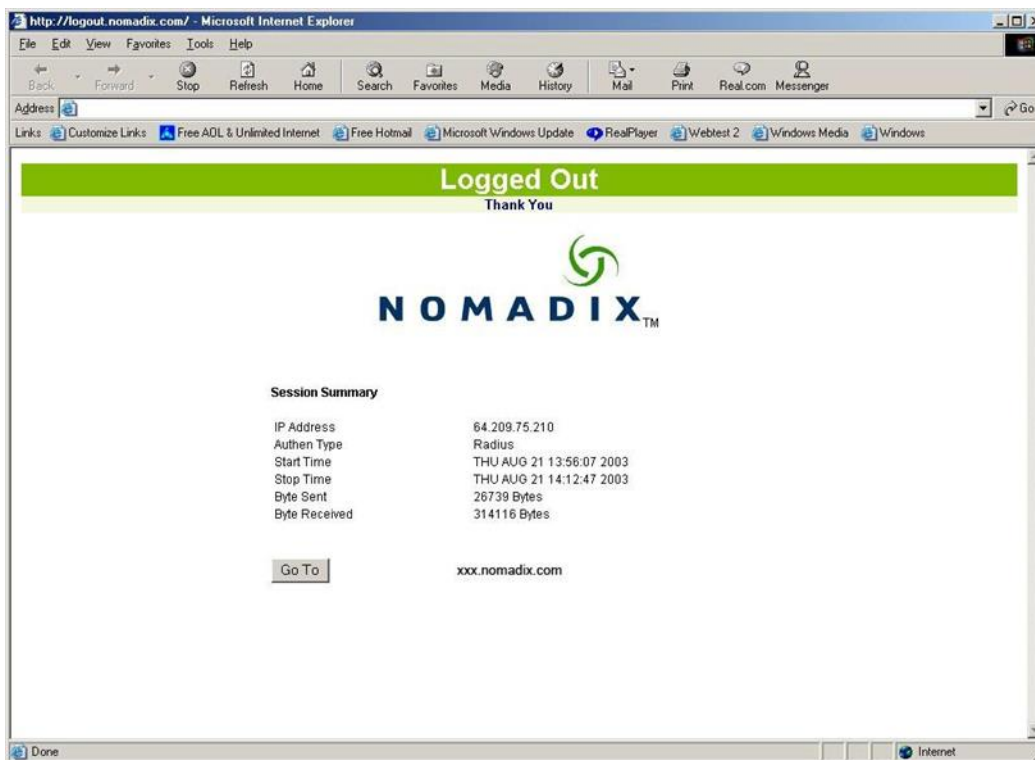 http://logout.nomadix.com/ - Microsoft Internet Explorer
File Edit View Favorites Tools Help
Back Forward Stop Refresh Home Search Favorites Media History Mail Print Real.com Messenger
Address Go
Links Customize Links Free AOL & Unlimited Internet Free Hotmail Microsoft Windows Update RealPlayer Webtest 2 Windows Media Windows
Logged Out
Thank You
NOMADIX TM
Session Summary
IP Address 64.209.75.210
Authen Type Radius
Start Time THU AUG 21 13:56:07 2003
Stop Time THU AUG 21 14:12:47 2003
Byte Sent 26739 Bytes
Byte Received 314116 Bytes
Go To xxx.nomadix.com
Done Internet